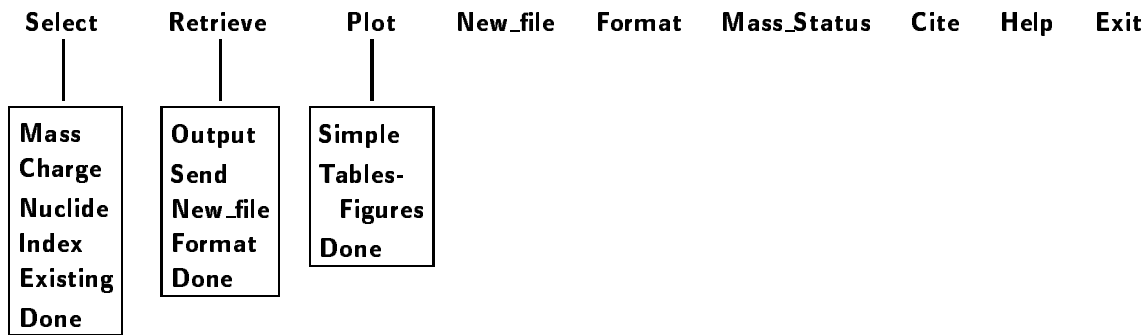 Select Retrieve Plot New_file Format Mass_Status Cite Help Exit
Mass
Charge
Nuclide
Index
Existing
Done
Output
Send
New_file
Format
Done
Simple
Tables-
Figures
Done